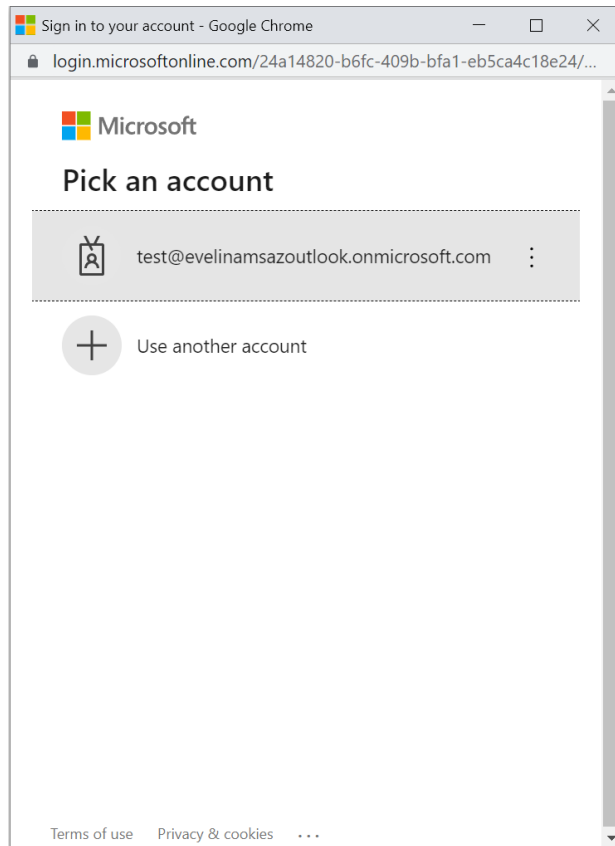 Sign in to your account - Google Chrome
login.microsoftonline.com/24a14820-b6fc-409b-bfa1-eb5ca4c18e24/...
Microsoft
Pick an account
test@evelinamsazoutlook.onmicrosoft.com
Use another account
Terms of use Privacy & cookies ...